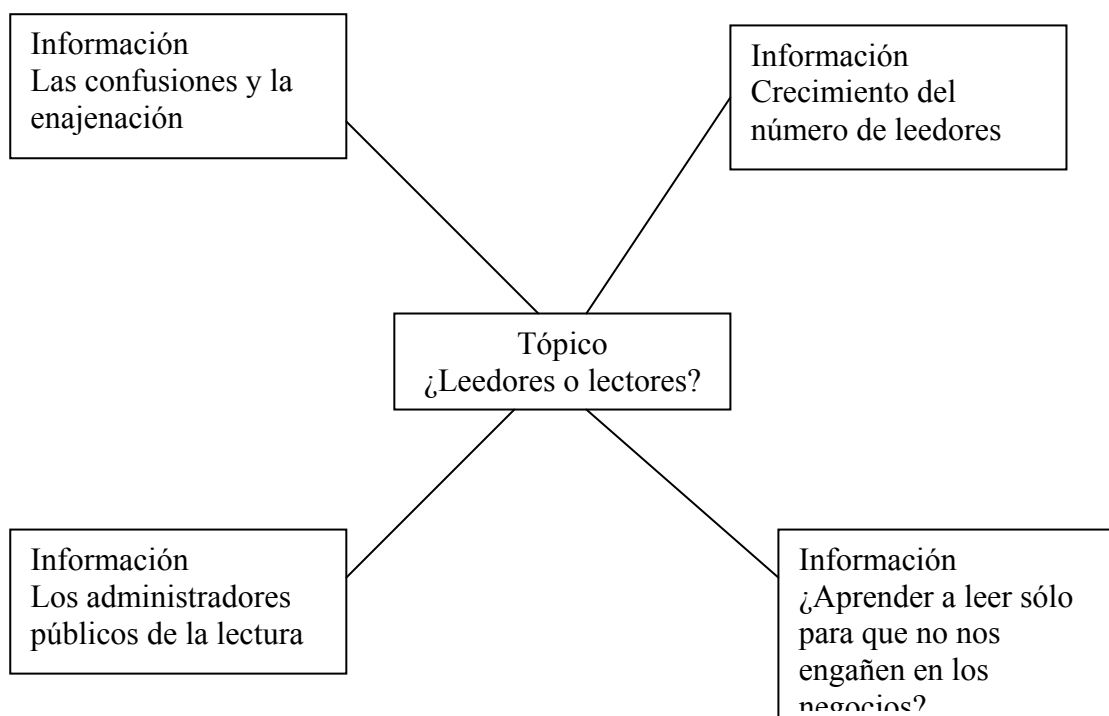 Información
Las confusiones y la
enajenación
Información
Crecimiento del
número de leedores
Tópico
¿Leedores o lectores?
Información
Los administradores
públicos de la lectura
Información
¿Aprender a leer sólo
para que no nos
engañen en los
negocios?